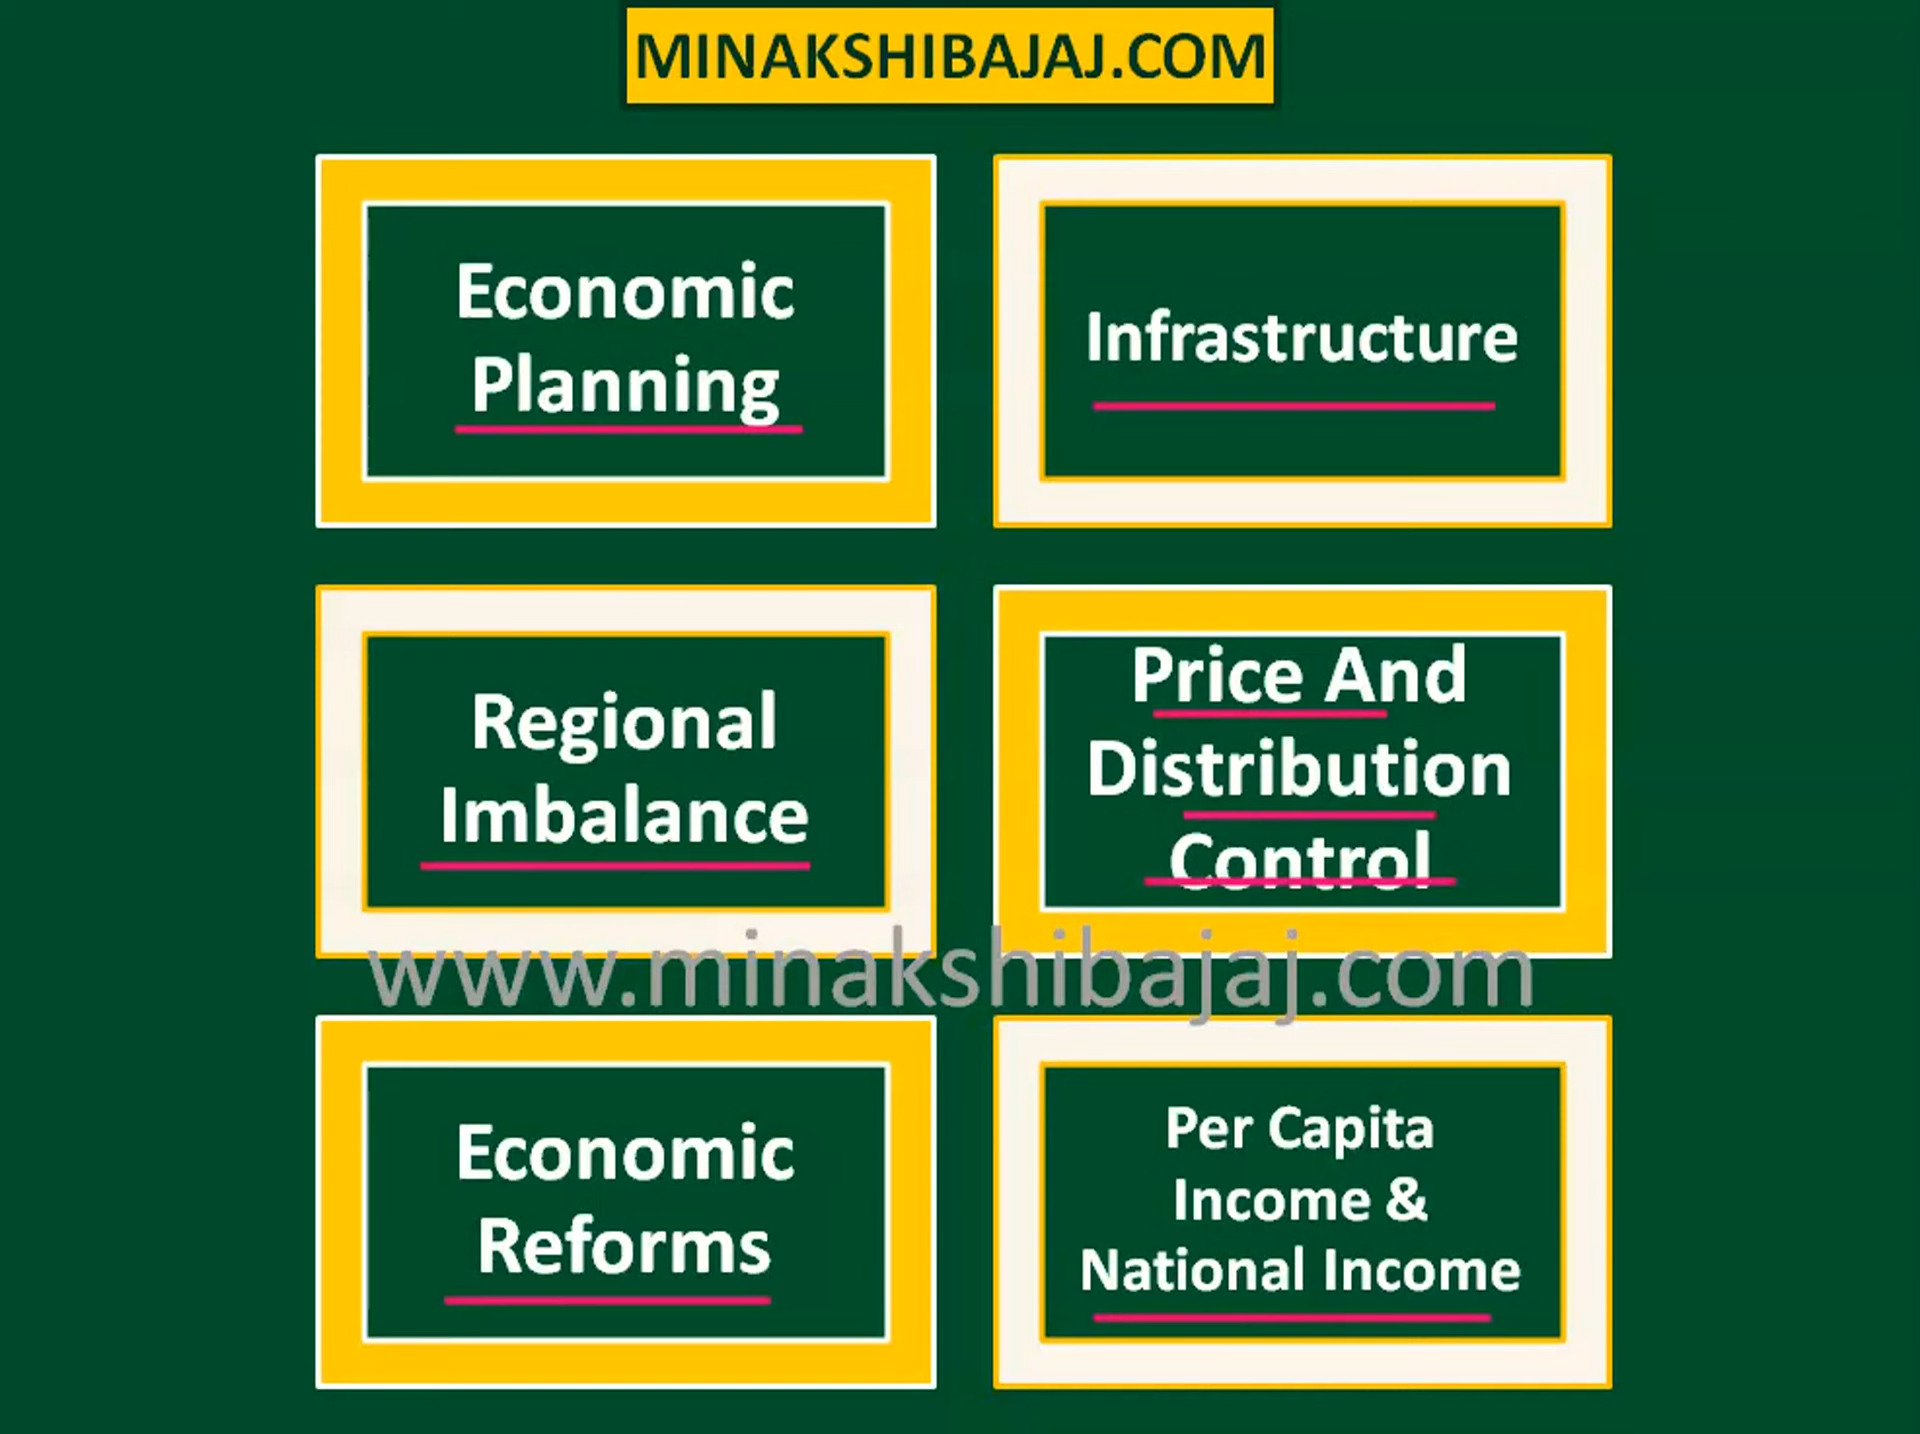 MINAKSHIBAJAJ.COM
Economic
Planning
Infrastructure
Regional
Imbalance
Price And
Distribution
Control
www.minakshibajaj.com
Economic
Reforms
Per Capita
Income &
National Income